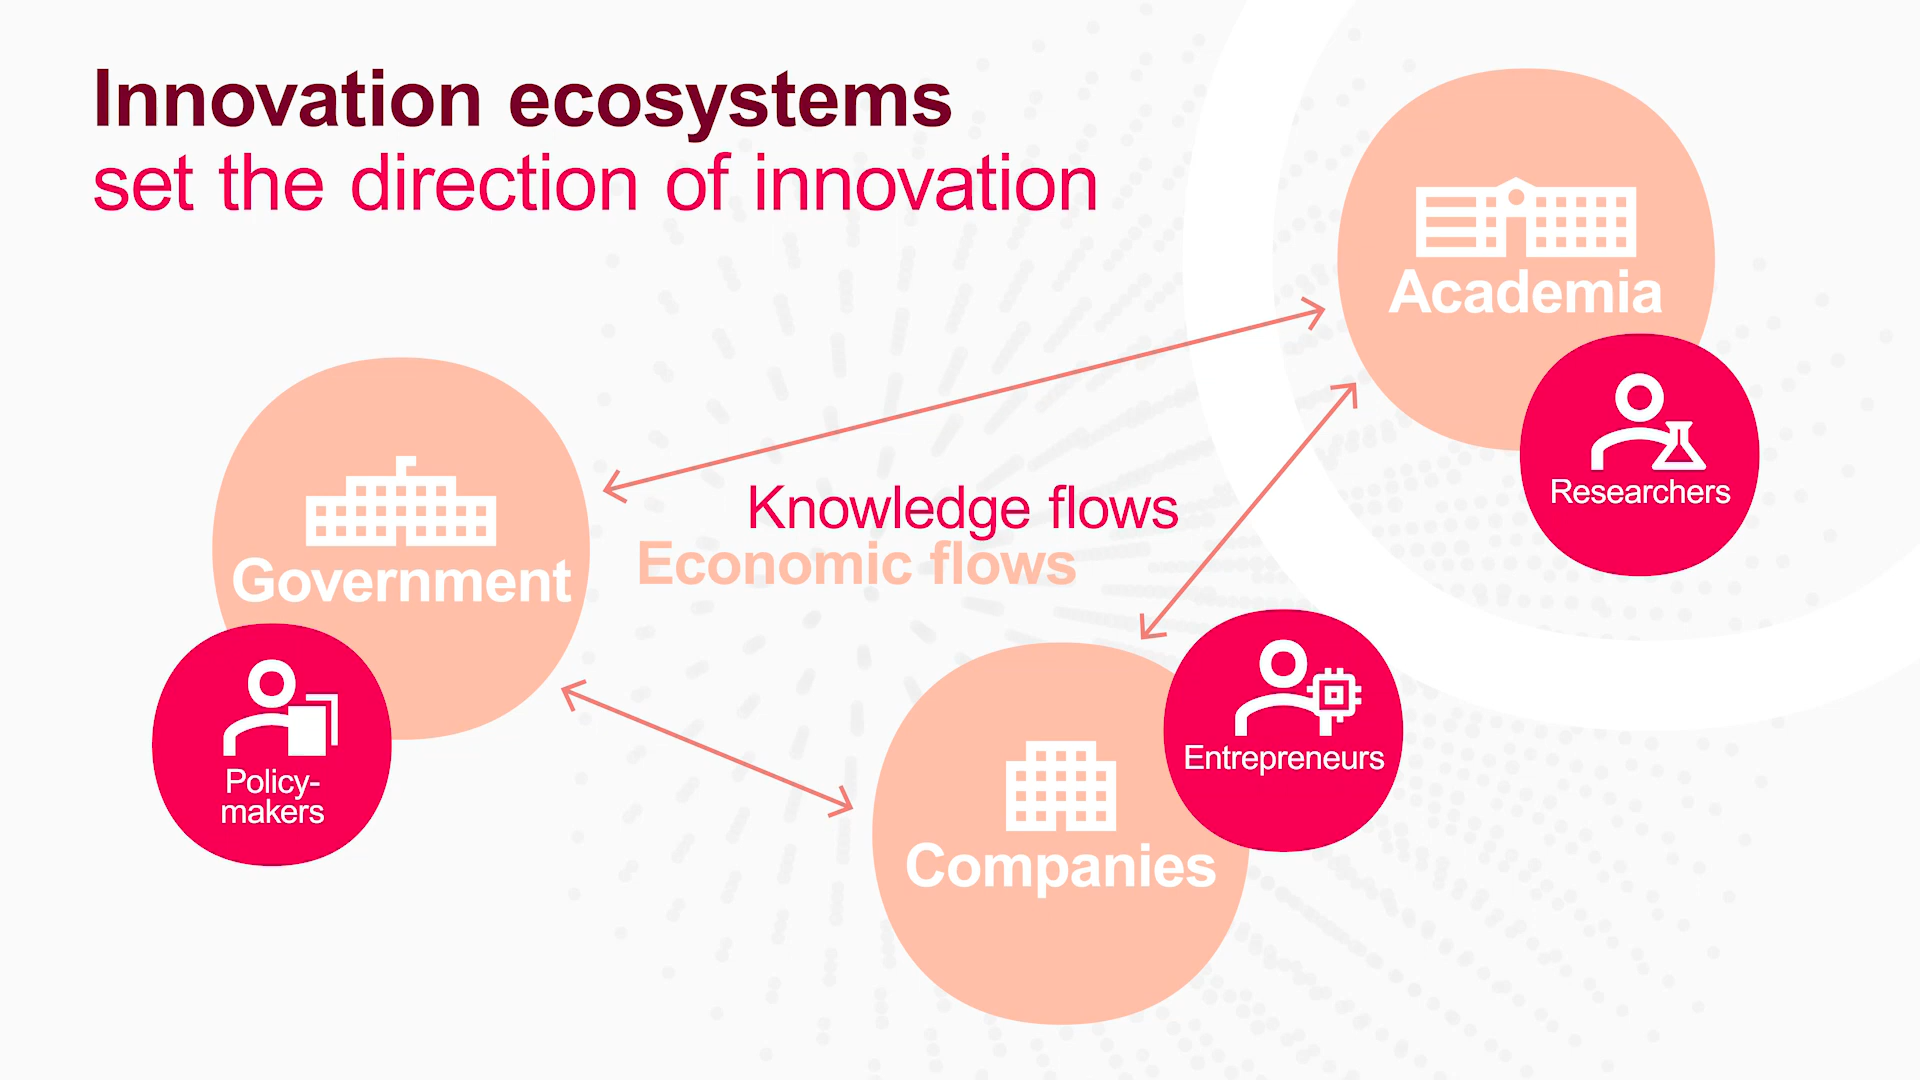 Innovation ecosystems
set the direction of innovation
Academia
Researchers
Knowledge flows
Economic flows
Government
Policy-
makers
Entrepreneurs
Companies